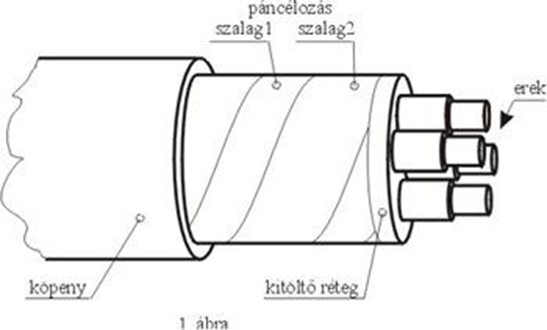 páncélozás
szalag1 szalag2
erek
köpeny
kitöltő réteg
1. ábra